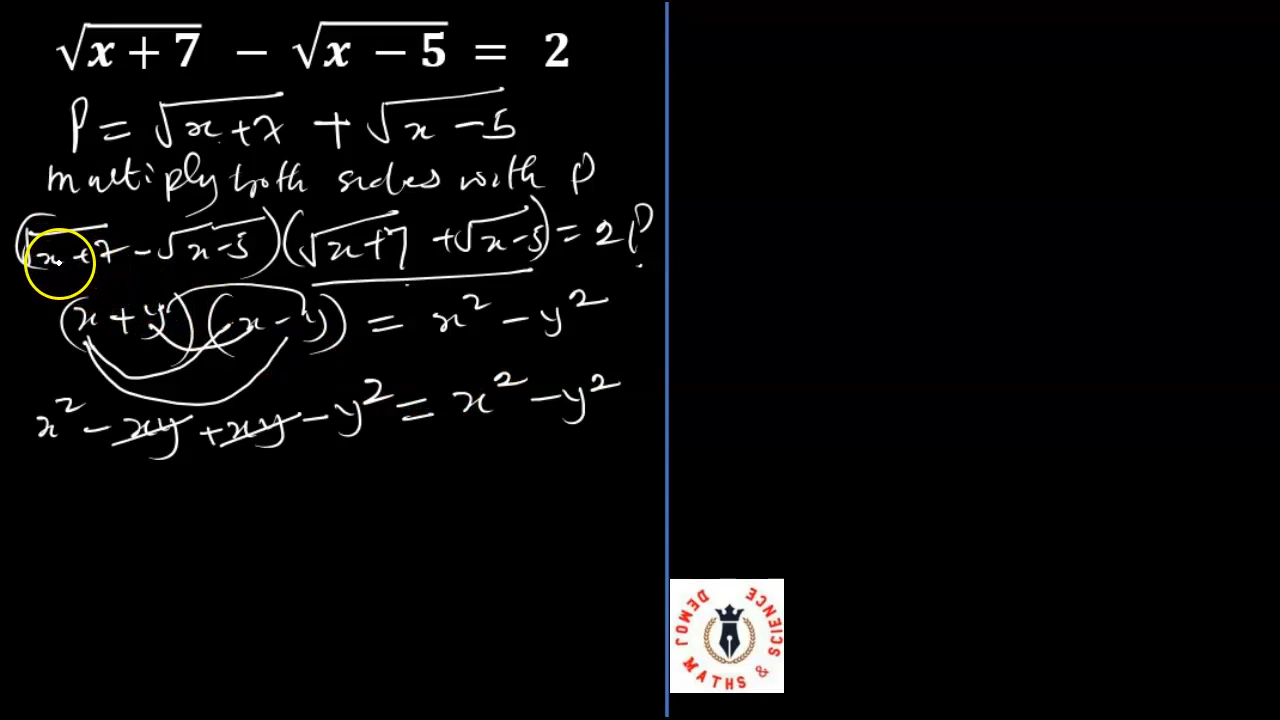 √x + 7 − √x − 5 = 2
P = √x+7 + √x −5
multiply both sides with P
(√x+7 − √x−5)(√x+7 + √x−5) = 2P
(x + y)(x − y) = x² − y²
x² − xy + xy − y² = x² − y²
DEMOJ MATHS & SCIENCE